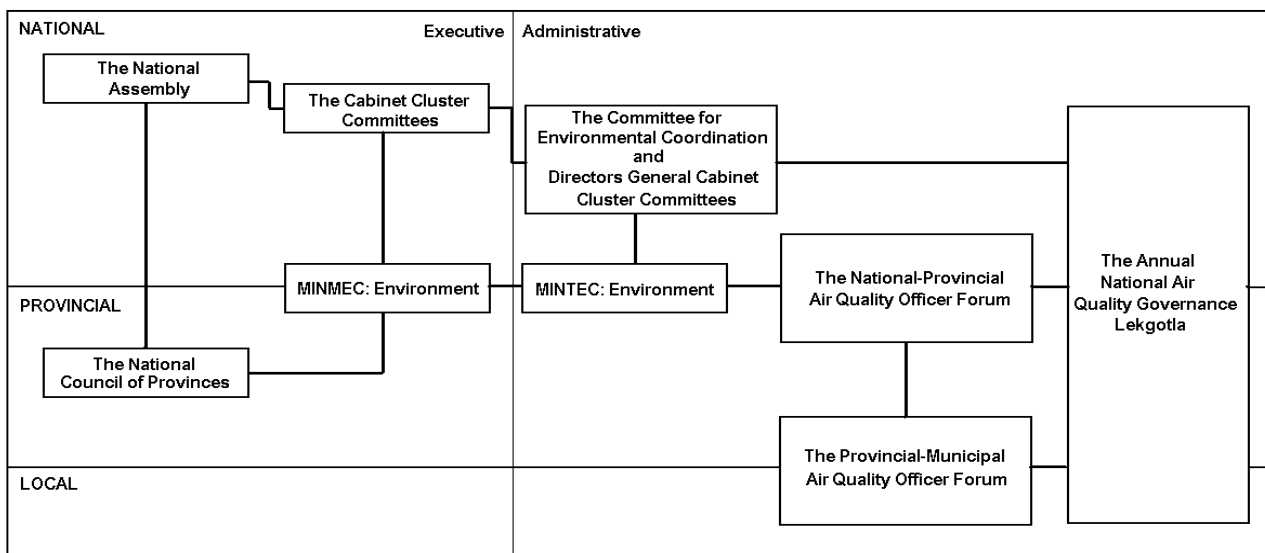 NATIONAL
Executive
Administrative
The National
Assembly
The Cabinet Cluster
Committees
The Committee for
Environmental Coordination
and
Directors General Cabinet
Cluster Committees
MINMEC: Environment
MINTEC: Environment
The National-Provincial
Air Quality Officer Forum
The Annual
National Air
Quality Governance
Lekgotla
PROVINCIAL
The National
Council of Provinces
The Provincial-Municipal
Air Quality Officer Forum
LOCAL